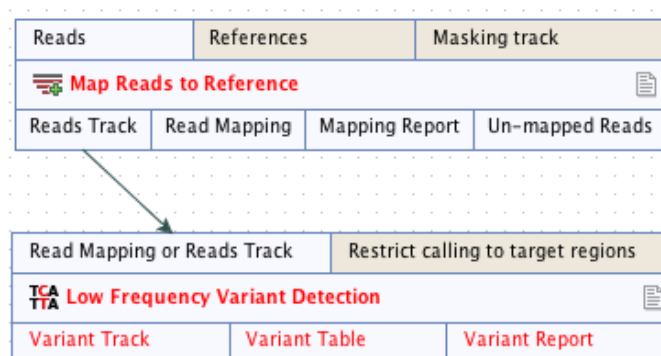 Reads References Masking track
Map Reads to Reference
Reads Track Read Mapping Mapping Report Un-mapped Reads
Read Mapping or Reads Track Restrict calling to target regions
TCA
TTA Low Frequency Variant Detection
Variant Track Variant Table Variant Report